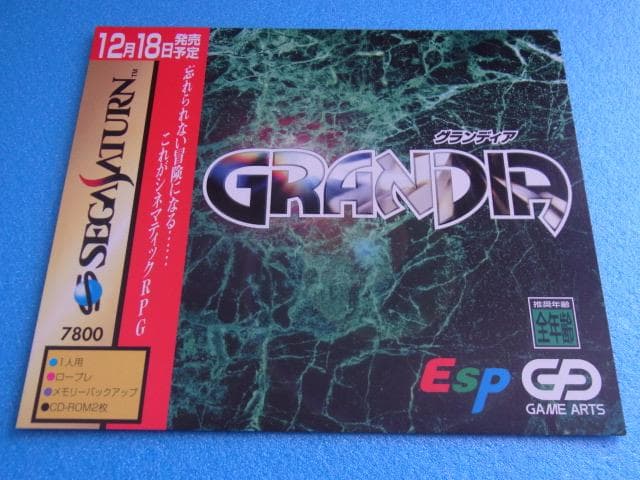 12月18日発売予定
SEGA SATURN™
7800
●1人用
●ロープレ
●メモリーバックアップ
●CD-ROM2枚
忘れられない冒険になる……
これがシネマティックRPG
グランディア
GRANDIA
推奨年齢
全年齢
Esp
GAME ARTS